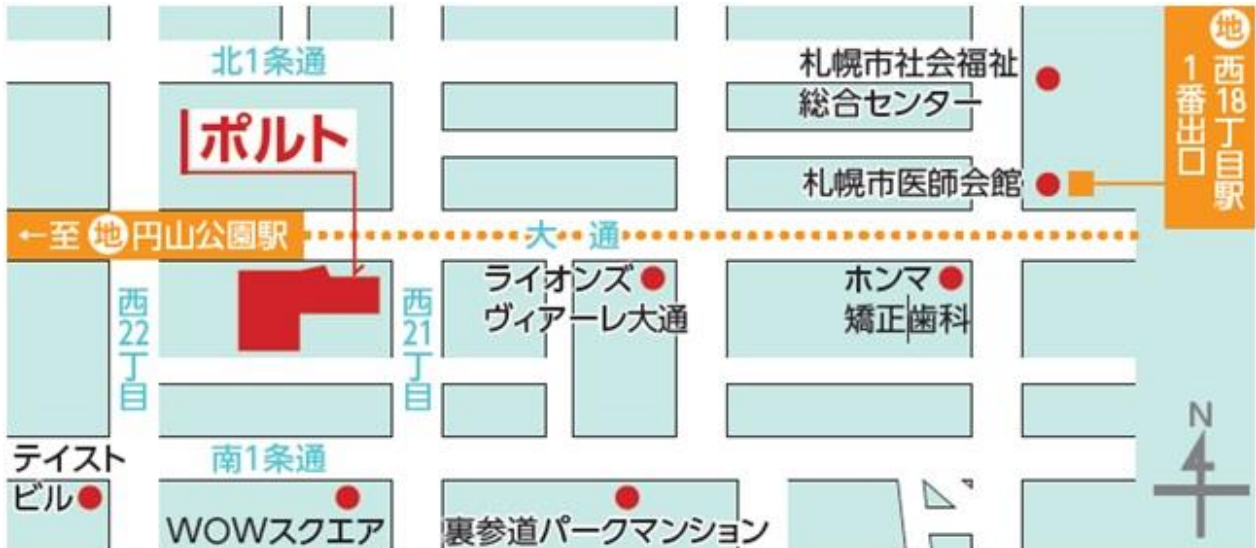 北1条通
ポルト
札幌市社会福祉
総合センター
札幌市医師会館
地
西18丁目駅
1番出口
←至 地 円山公園駅
大 通
西22丁目
西21丁目
ライオンズ
ヴィアーレ大通
ホンマ
矯正歯科
テイスト
ビル
南1条通
WOWスクエア
裏参道パークマンション
N